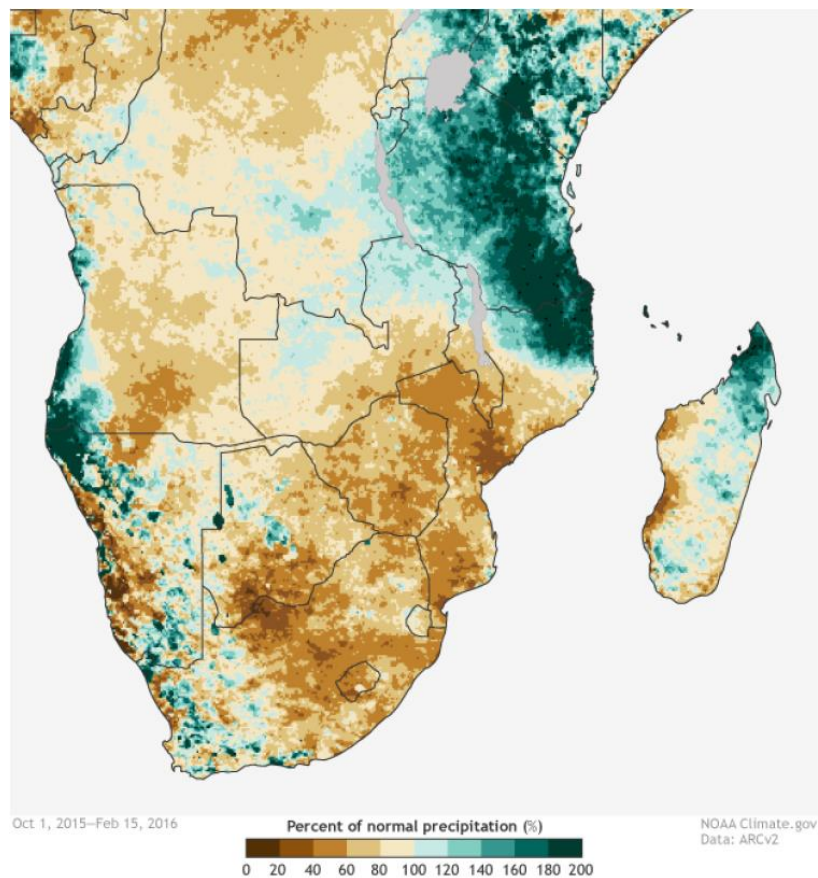 Oct 1, 2015—Feb 15, 2016
Percent of normal precipitation (%)
NOAA Climate.gov
Data: ARCv2
0 20 40 60 80 100 120 140 160 180 200